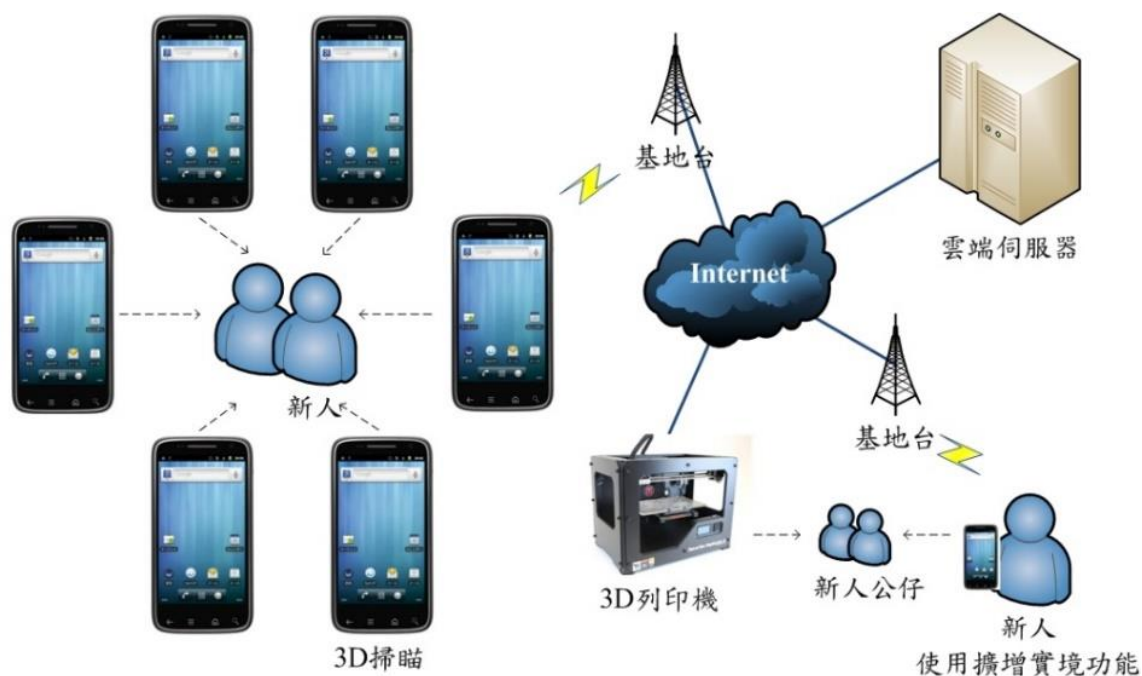 基地台
雲端伺服器
Internet
新人
基地台
3D列印機
新人公仔
3D掃瞄
新人
使用擴增實境功能